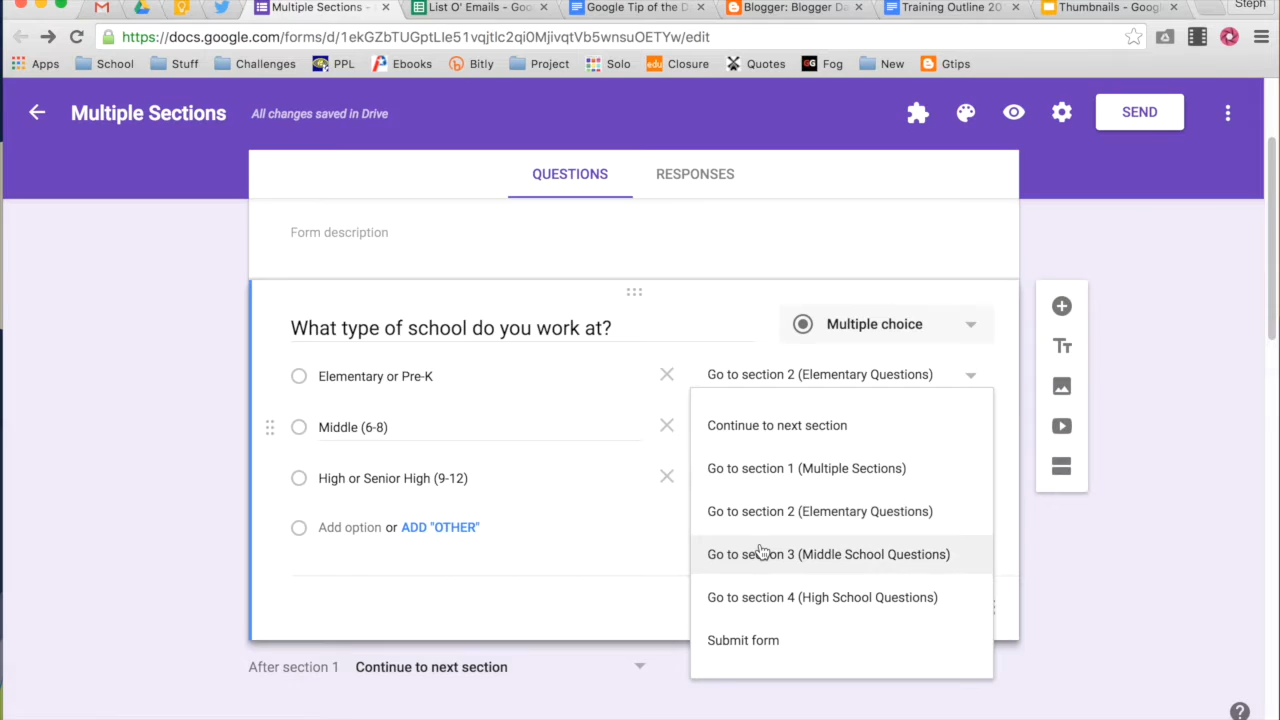 Multiple Sections -
List O' Emails - Goo
Google Tip of the D
Blogger: Blogger Da
Training Outline 20
Thumbnails - Googl
Steph
https://docs.google.com/forms/d/1ekGZbTUGptLIe51vqjtIc2qi0MjivqtVb5wnsuOETYw/edit
Apps School Stuff Challenges PPL Ebooks Bitly Project Solo edu Closure Quotes GG Fog New Gtips
Multiple Sections All changes saved in Drive SEND
QUESTIONS RESPONSES
Form description
What type of school do you work at? Multiple choice
Elementary or Pre-K Go to section 2 (Elementary Questions)
Middle (6-8) Continue to next section
Go to section 1 (Multiple Sections)
High or Senior High (9-12)
Go to section 2 (Elementary Questions)
Add option or ADD "OTHER"
Go to section 3 (Middle School Questions)
Go to section 4 (High School Questions)
Submit form
After section 1 Continue to next section